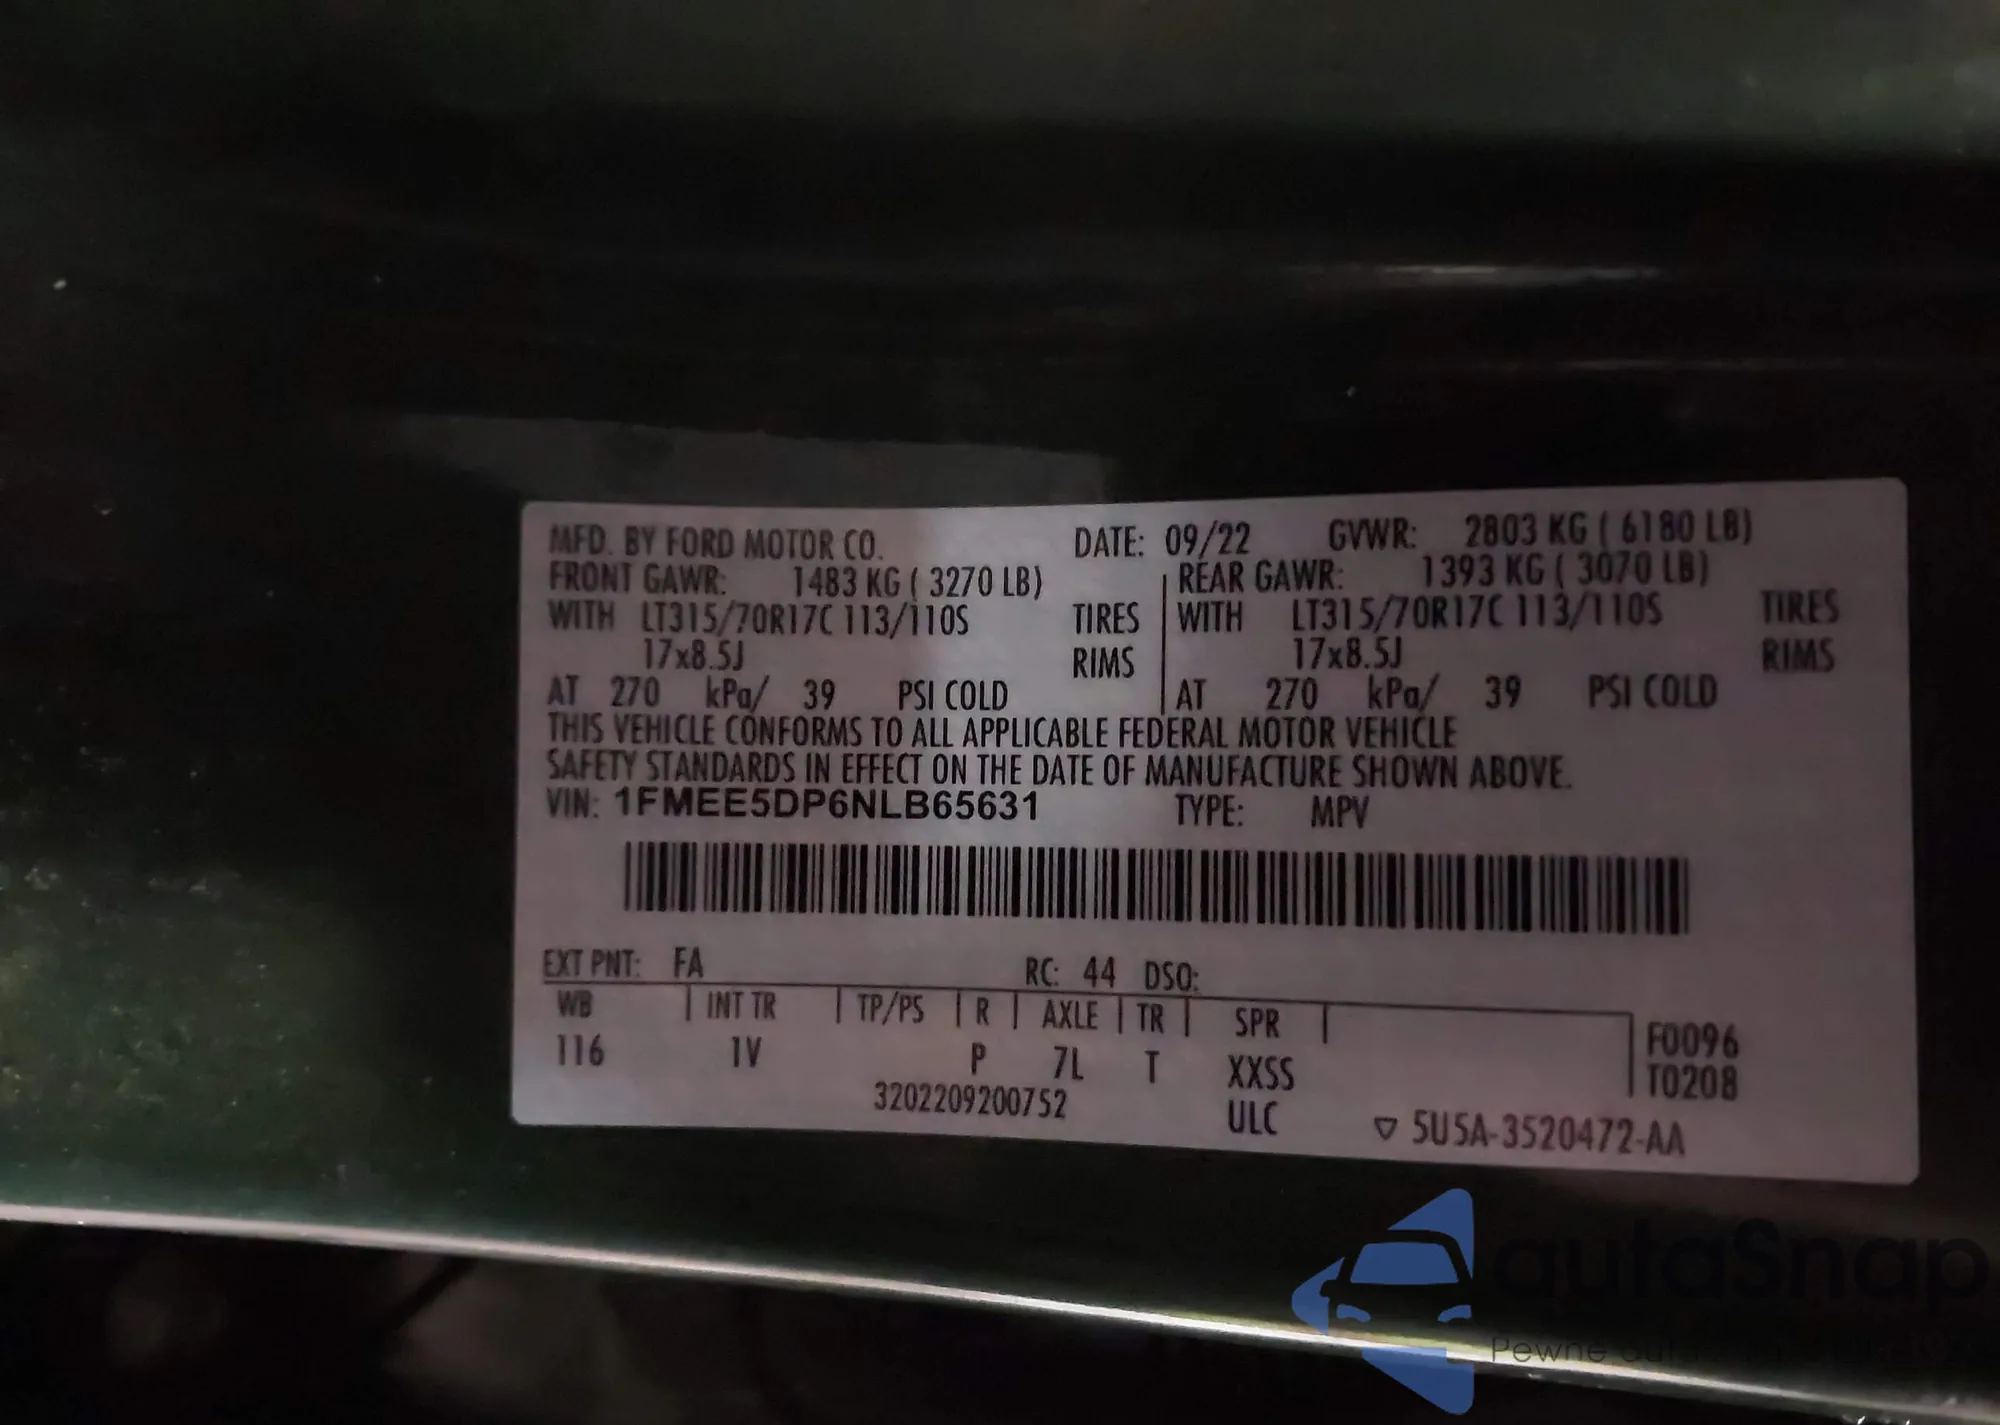 MFD. BY FORD MOTOR CO. DATE: 09/22 GVWR: 2803 KG ( 6180 LB)
FRONT GAWR: 1483 KG ( 3270 LB) REAR GAWR: 1393 KG ( 3070 LB)
WITH LT315/70R17C 113/110S TIRES WITH LT315/70R17C 113/110S TIRES
17x8.5J RIMS 17x8.5J RIMS
AT 270 kPa/ 39 PSI COLD AT 270 kPa/ 39 PSI COLD
THIS VEHICLE CONFORMS TO ALL APPLICABLE FEDERAL MOTOR VEHICLE
SAFETY STANDARDS IN EFFECT ON THE DATE OF MANUFACTURE SHOWN ABOVE.
VIN: 1FMEE5DP6NLB65631 TYPE: MPV
EXT PNT: FA RC: 44 DSO:
WB INT TR TP/PS R AXLE TR SPR F0096
116 1V P 7L T XXSS T0208
3202209200752 ULC ▽ 5U5A-3520472-AA
autoSnap
Pewne